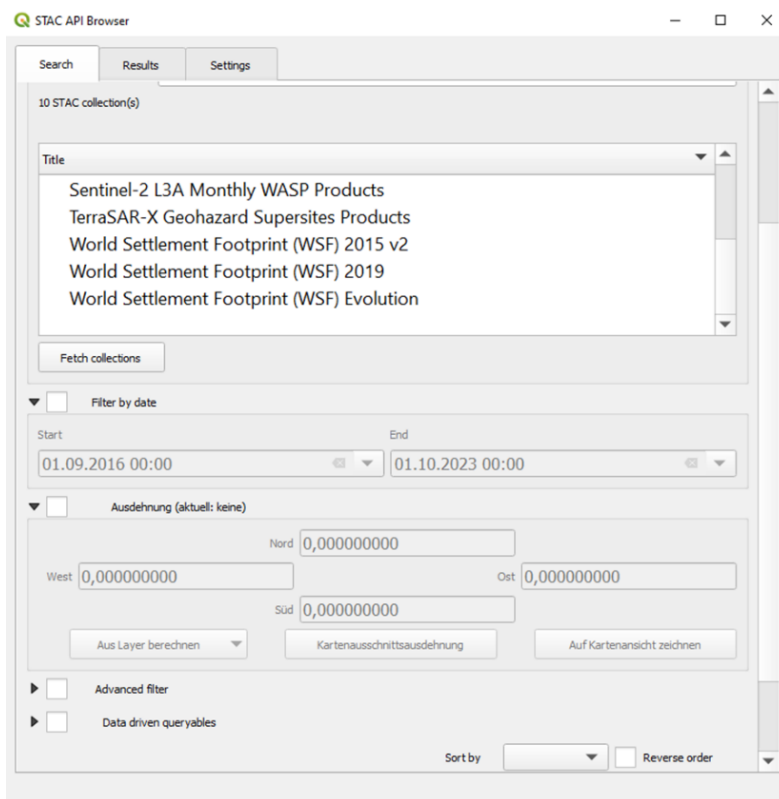 STAC API Browser
Search Results Settings
10 STAC collection(s)
Title
Sentinel-2 L3A Monthly WASP Products
TerraSAR-X Geohazard Supersites Products
World Settlement Footprint (WSF) 2015 v2
World Settlement Footprint (WSF) 2019
World Settlement Footprint (WSF) Evolution
Fetch collections
Filter by date
Start End
01.09.2016 00:00 01.10.2023 00:00
Ausdehnung (aktuell: keine)
Nord 0,000000000
West 0,000000000 Ost 0,000000000
Süd 0,000000000
Aus Layer berechnen Kartenausschnittsausdehnung Auf Kartenansicht zeichnen
Advanced filter
Data driven queryables
Sort by Reverse order